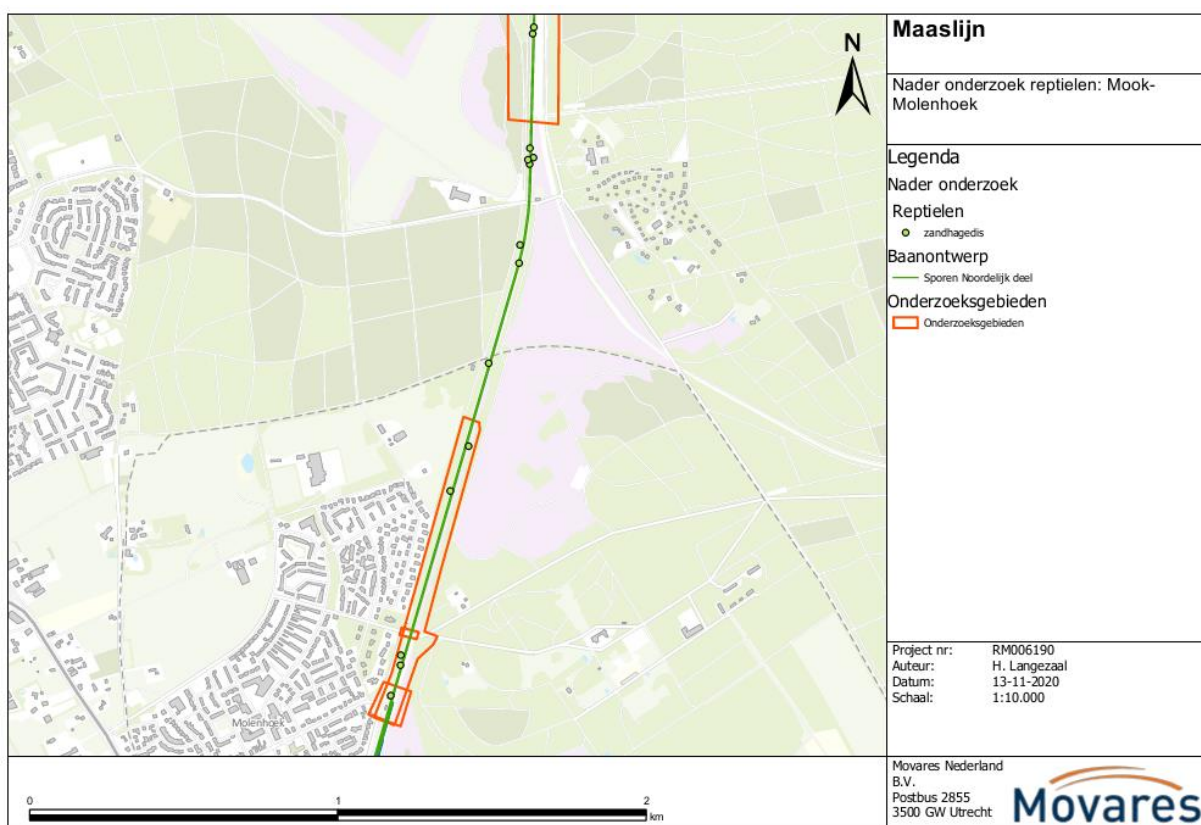 Maaslijn
Nader onderzoek reptielen: Mook-
Molenhoek
N
Legenda
Nader onderzoek
Reptielen
zandhagedis
Baanontwerp
Sporen Noordelijk deel
Onderzoeksgebieden
Onderzoeksgebieden
Molenhoek
Project nr: RM006190
Auteur: H. Langezaal
Datum: 13-11-2020
Schaal: 1:10.000
0 1 2
km
Movares Nederland
B.V.
Postbus 2855
3500 GW Utrecht
Movares